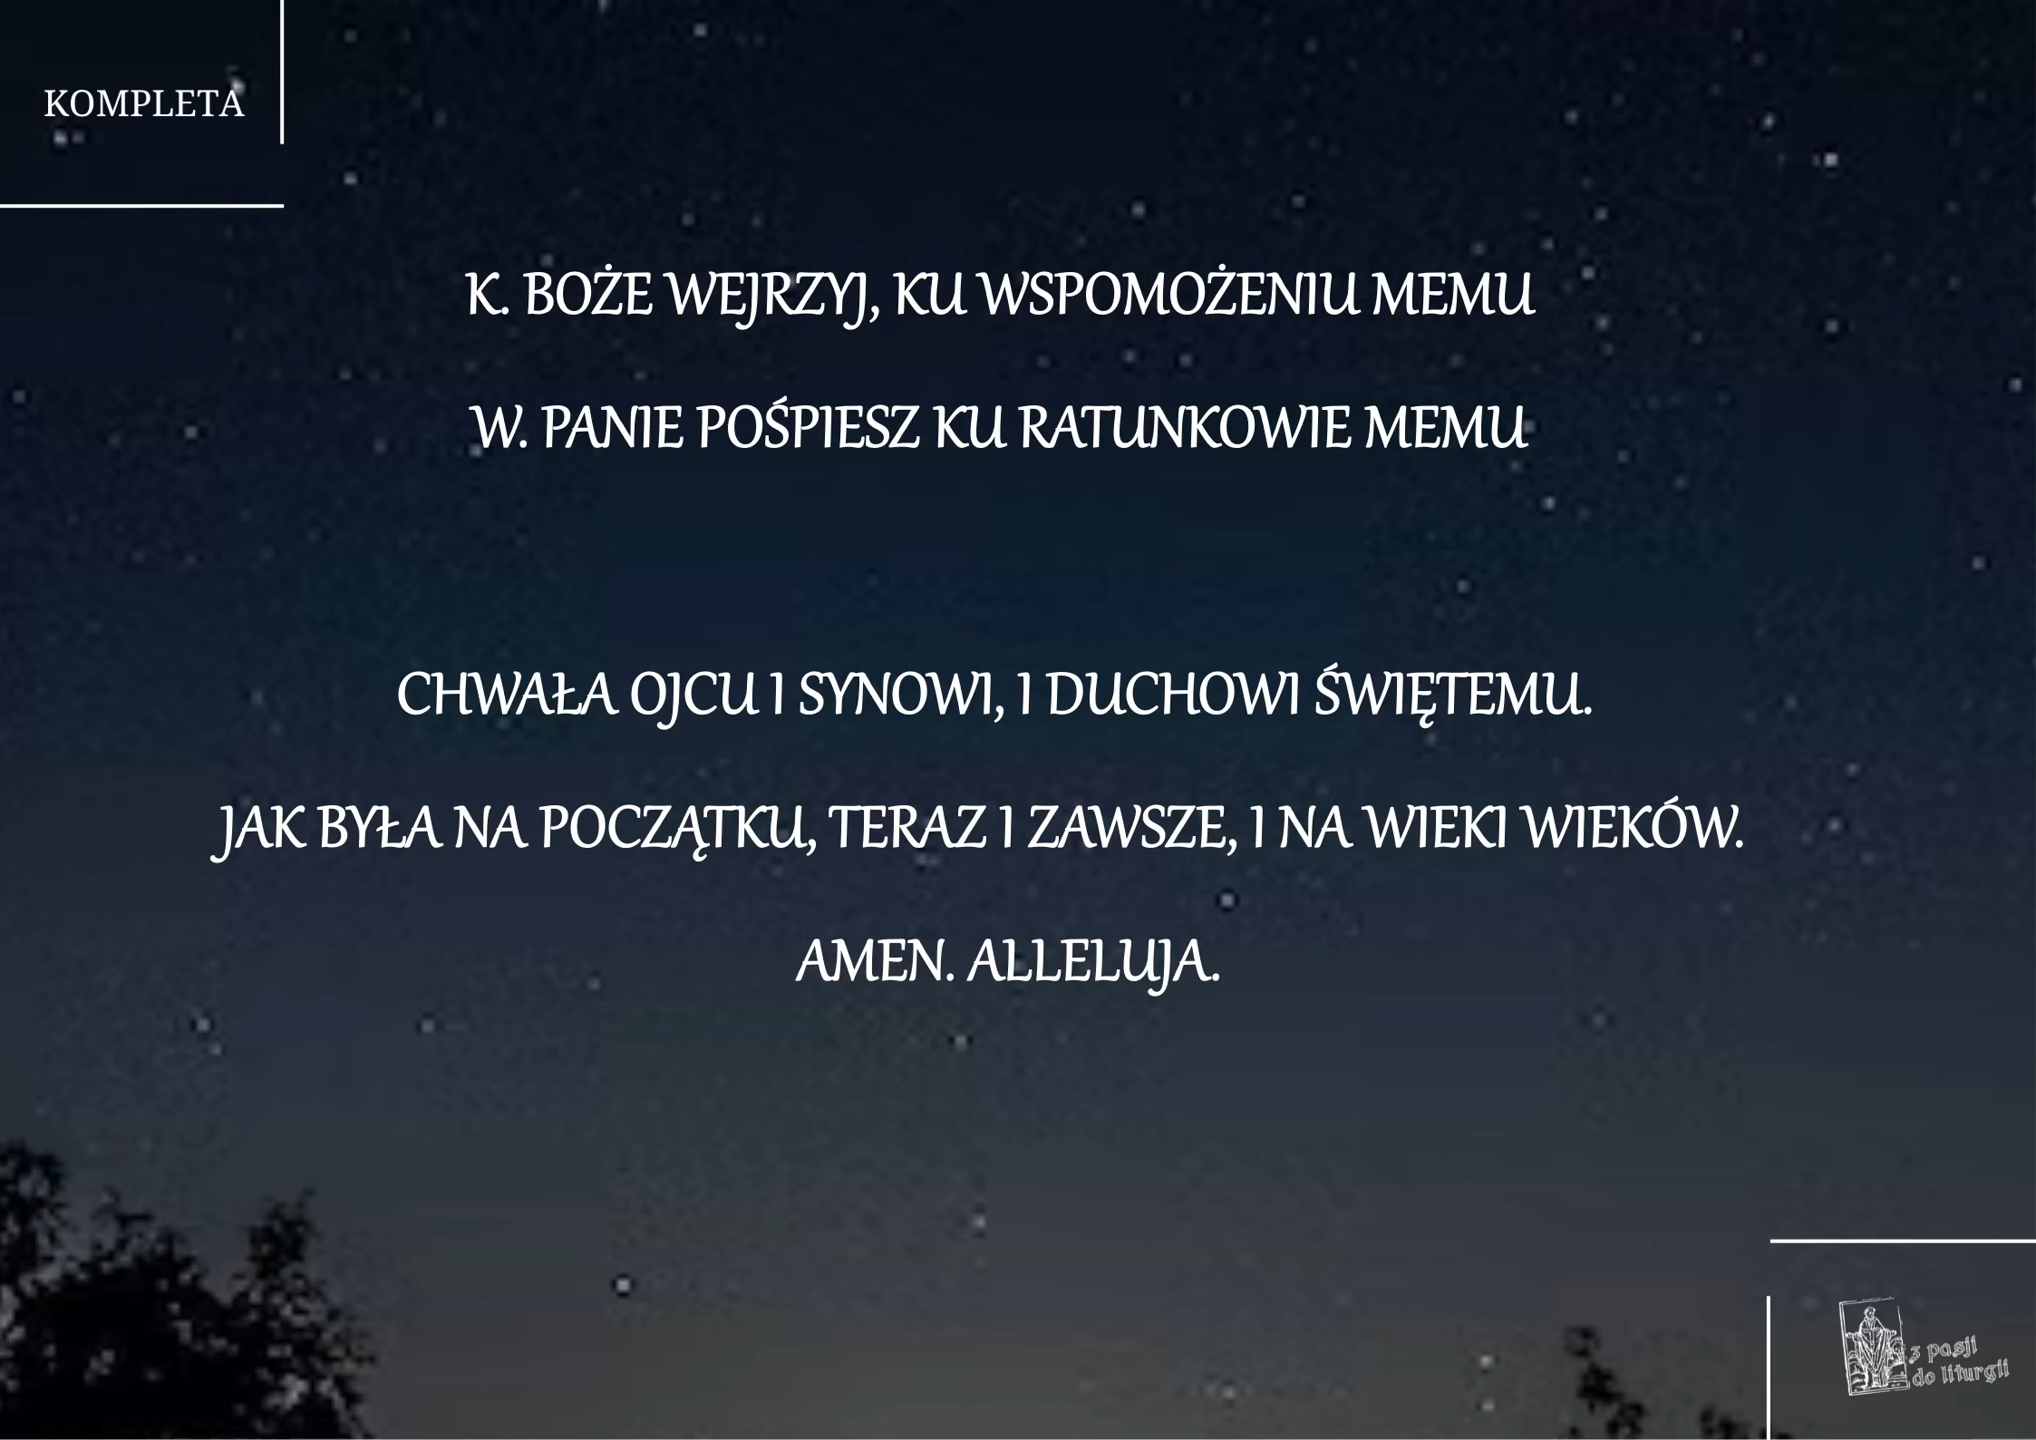 KOMPLETA
K. BOŻE WEJRZYJ, KU WSPOMOŻENIU MEMU
W. PANIE POŚPIESZ KU RATUNKOWIE MEMU
CHWAŁA OJCU I SYNOWI, I DUCHOWI ŚWIĘTEMU.
JAK BYŁA NA POCZĄTKU, TERAZ I ZAWSZE, I NA WIEKI WIEKÓW.
AMEN. ALLELUJA.
z pasji
do liturgii